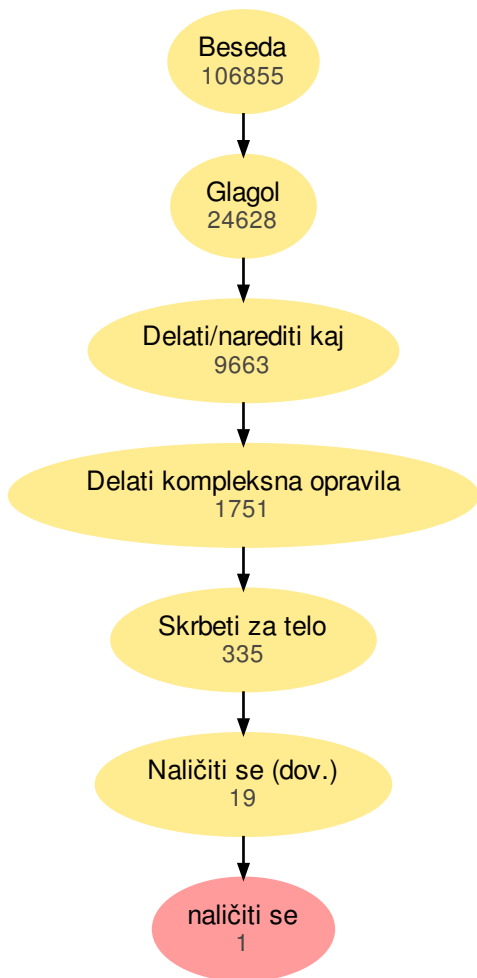 Beseda
106855
Glagol
24628
Delati/narediti kaj
9663
Delati kompleksna opravila
1751
Skrbeti za telo
335
Naličiti se (dov.)
19
naličiti se
1